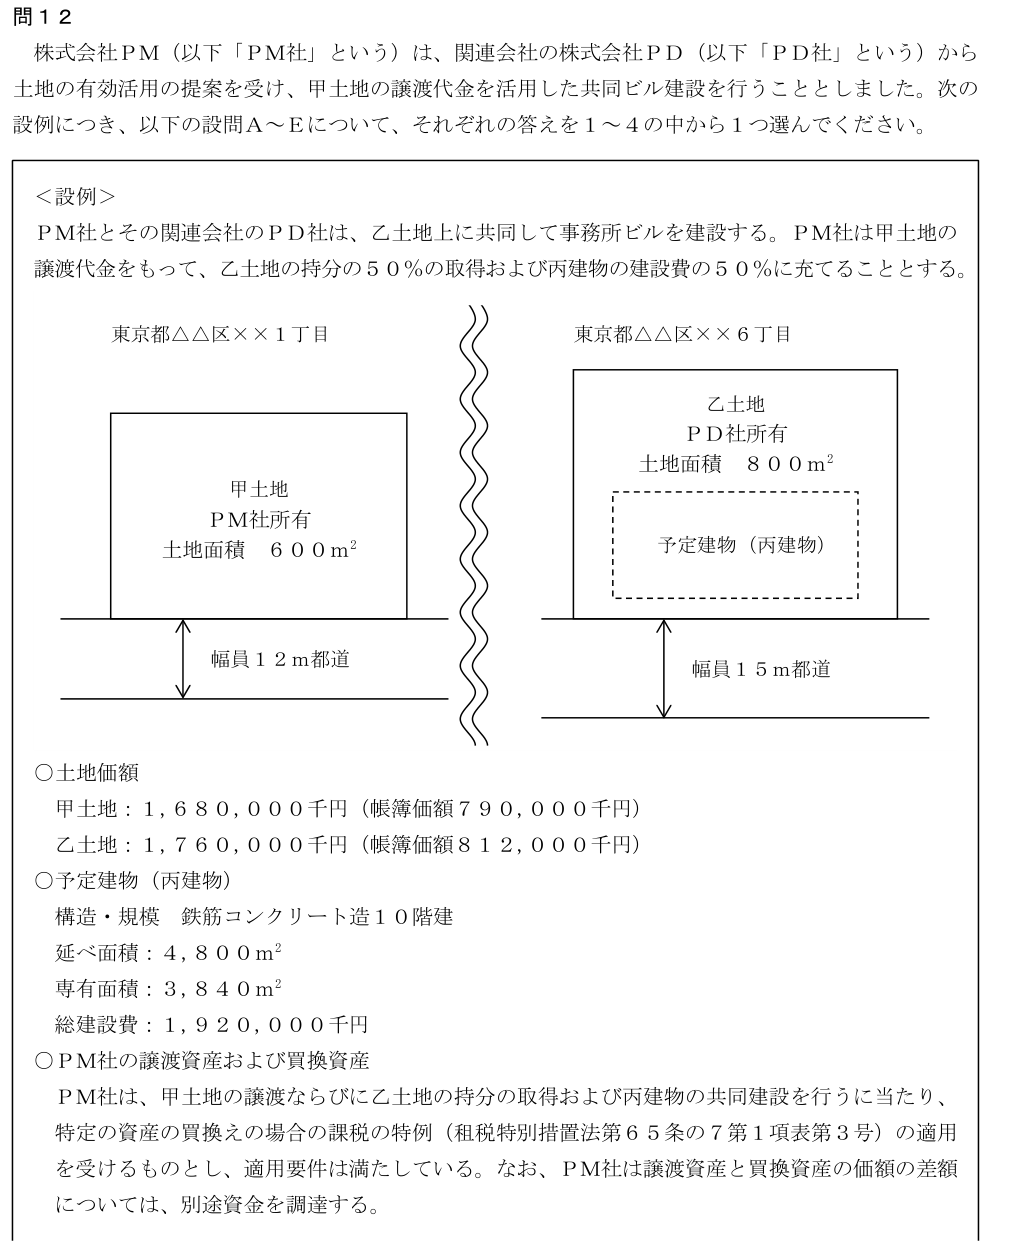 問１２
　株式会社ＰＭ（以下「ＰＭ社」という）は、関連会社の株式会社ＰＤ（以下「ＰＤ社」という）から
土地の有効活用の提案を受け、甲土地の譲渡代金を活用した共同ビル建設を行うこととしました。次の
設例につき、以下の設問Ａ～Ｅについて、それぞれの答えを１～４の中から１つ選んでください。
＜設例＞
ＰＭ社とその関連会社のＰＤ社は、乙土地上に共同して事務所ビルを建設する。ＰＭ社は甲土地の
譲渡代金をもって、乙土地の持分の５０％の取得および丙建物の建設費の５０％に充てることとする。
東京都△△区××１丁目
甲土地
ＰＭ社所有
土地面積　６００ｍ²
幅員１２ｍ都道
東京都△△区××６丁目
乙土地
ＰＤ社所有
土地面積　８００ｍ²
予定建物（丙建物）
幅員１５ｍ都道
○土地価額
甲土地：１，６８０，０００千円（帳簿価額７９０，０００千円）
乙土地：１，７６０，０００千円（帳簿価額８１２，０００千円）
○予定建物（丙建物）
構造・規模　鉄筋コンクリート造１０階建
延べ面積：４，８００ｍ²
専有面積：３，８４０ｍ²
総建設費：１，９２０，０００千円
○ＰＭ社の譲渡資産および買換資産
ＰＭ社は、甲土地の譲渡ならびに乙土地の持分の取得および丙建物の共同建設を行うに当たり、
特定の資産の買換えの場合の課税の特例（租税特別措置法第６５条の７第１項表第３号）の適用
を受けるものとし、適用要件は満たしている。なお、ＰＭ社は譲渡資産と買換資産の価額の差額
については、別途資金を調達する。